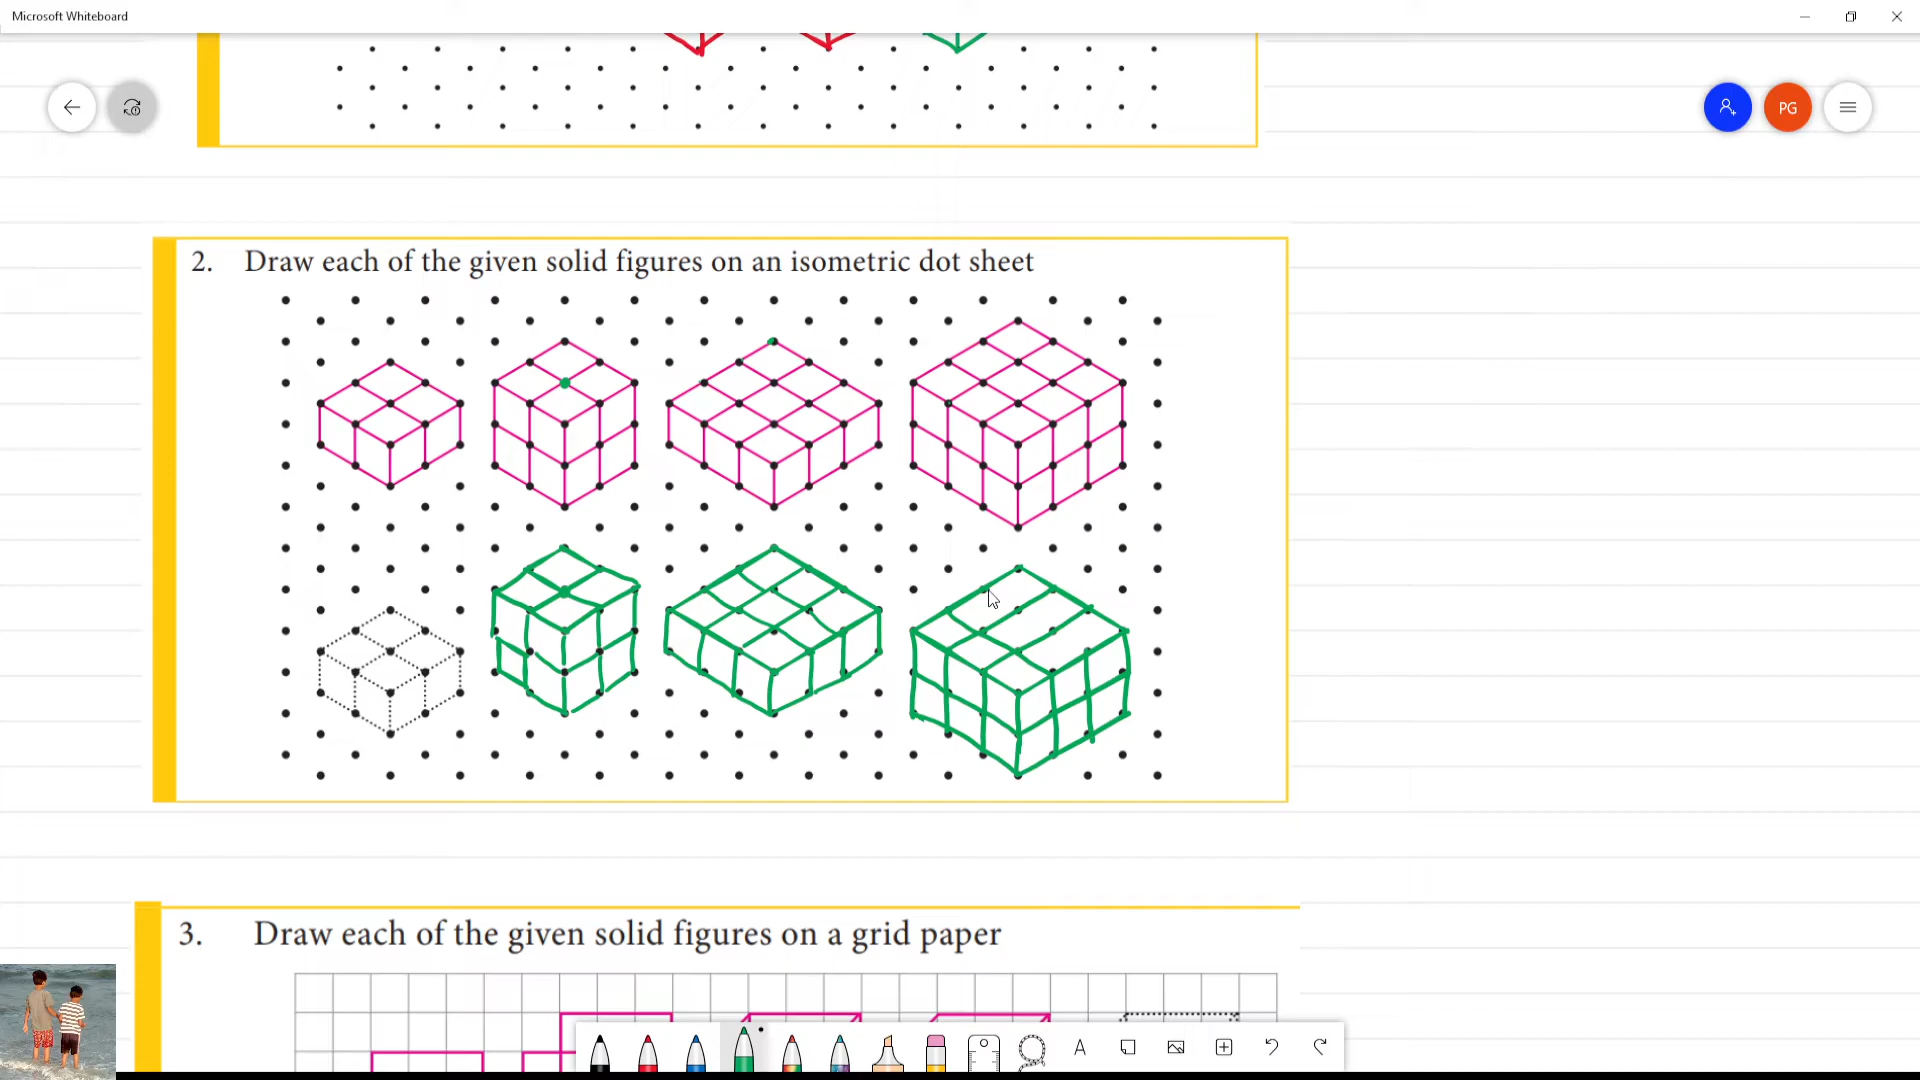 Microsoft Whiteboard
PG
2. Draw each of the given solid figures on an isometric dot sheet
3. Draw each of the given solid figures on a grid paper
A